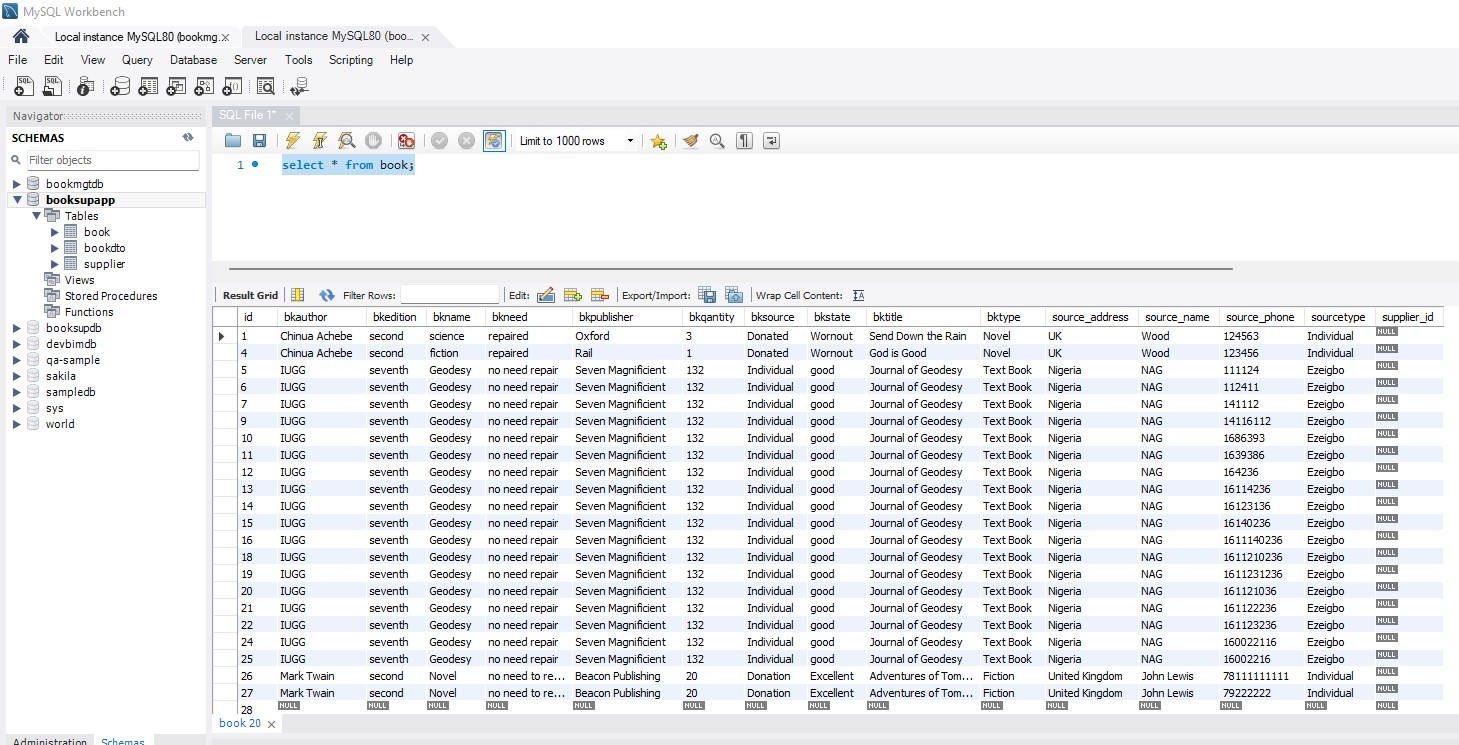 MySQL Workbench
Local instance MySQL80 (bookmg.x Local instance MySQL80 (boo... x
File Edit View Query Database Server Tools Scripting Help
Navigator
SQL File 1* x
SCHEMAS
Limit to 1000 rows
Filter objects
1 select * from book;
bookmgtdb
booksupapp
Tables
book
bookdto
supplier
Views
Stored Procedures
Functions
booksupdb
devbimdb
qa-sample
sakila
sampledb
sys
world
Result Grid Filter Rows: Edit: Export/Import: Wrap Cell Content:
id bkauthor bkedition bkname bkneed bkpublisher bkqantity bksource bkstate bktitle bktype source_address source_name source_phone sourcetype supplier_id
1 Chinua Achebe second science repaired Oxford 3 Donated Wornout Send Down the Rain Novel UK Wood 124563 Individual NULL
4 Chinua Achebe second fiction repaired Rail 1 Donated Wornout God is Good Novel UK Wood 123456 Individual NULL
5 IUGG seventh Geodesy no need repair Seven Magnificient 132 Individual good Journal of Geodesy Text Book Nigeria NAG 111124 Ezeigbo NULL
6 IUGG seventh Geodesy no need repair Seven Magnificient 132 Individual good Journal of Geodesy Text Book Nigeria NAG 112411 Ezeigbo NULL
7 IUGG seventh Geodesy no need repair Seven Magnificient 132 Individual good Journal of Geodesy Text Book Nigeria NAG 141112 Ezeigbo NULL
9 IUGG seventh Geodesy no need repair Seven Magnificient 132 Individual good Journal of Geodesy Text Book Nigeria NAG 14116112 Ezeigbo NULL
10 IUGG seventh Geodesy no need repair Seven Magnificient 132 Individual good Journal of Geodesy Text Book Nigeria NAG 1686393 Ezeigbo NULL
11 IUGG seventh Geodesy no need repair Seven Magnificient 132 Individual good Journal of Geodesy Text Book Nigeria NAG 1639386 Ezeigbo NULL
12 IUGG seventh Geodesy no need repair Seven Magnificient 132 Individual good Journal of Geodesy Text Book Nigeria NAG 164236 Ezeigbo NULL
13 IUGG seventh Geodesy no need repair Seven Magnificient 132 Individual good Journal of Geodesy Text Book Nigeria NAG 16114236 Ezeigbo NULL
14 IUGG seventh Geodesy no need repair Seven Magnificient 132 Individual good Journal of Geodesy Text Book Nigeria NAG 16123136 Ezeigbo NULL
15 IUGG seventh Geodesy no need repair Seven Magnificient 132 Individual good Journal of Geodesy Text Book Nigeria NAG 16140236 Ezeigbo NULL
16 IUGG seventh Geodesy no need repair Seven Magnificient 132 Individual good Journal of Geodesy Text Book Nigeria NAG 1611140236 Ezeigbo NULL
18 IUGG seventh Geodesy no need repair Seven Magnificient 132 Individual good Journal of Geodesy Text Book Nigeria NAG 1611210236 Ezeigbo NULL
19 IUGG seventh Geodesy no need repair Seven Magnificient 132 Individual good Journal of Geodesy Text Book Nigeria NAG 1611231236 Ezeigbo NULL
20 IUGG seventh Geodesy no need repair Seven Magnificient 132 Individual good Journal of Geodesy Text Book Nigeria NAG 161121036 Ezeigbo NULL
21 IUGG seventh Geodesy no need repair Seven Magnificient 132 Individual good Journal of Geodesy Text Book Nigeria NAG 161122236 Ezeigbo NULL
22 IUGG seventh Geodesy no need repair Seven Magnificient 132 Individual good Journal of Geodesy Text Book Nigeria NAG 161123236 Ezeigbo NULL
24 IUGG seventh Geodesy no need repair Seven Magnificient 132 Individual good Journal of Geodesy Text Book Nigeria NAG 160022116 Ezeigbo NULL
25 IUGG seventh Geodesy no need repair Seven Magnificient 132 Individual good Journal of Geodesy Text Book Nigeria NAG 16002216 Ezeigbo NULL
26 Mark Twain second Novel no need to re... Beacon Publishing 20 Donation Excellent Adventures of Tom... Fiction United Kingdom John Lewis 78111111111 Individual NULL
27 Mark Twain second Novel no need to re... Beacon Publishing 20 Donation Excellent Adventures of Tom... Fiction United Kingdom John Lewis 79222222 Individual NULL
28 NULL NULL NULL NULL NULL NULL NULL NULL NULL NULL NULL NULL NULL NULL NULL
book 20 x
Administration Schemas